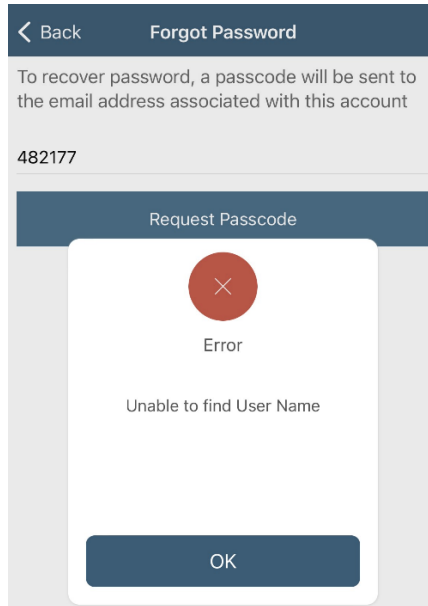 Back Forgot Password
To recover password, a passcode will be sent to
the email address associated with this account
482177
Request Passcode
Error
Unable to find User Name
OK